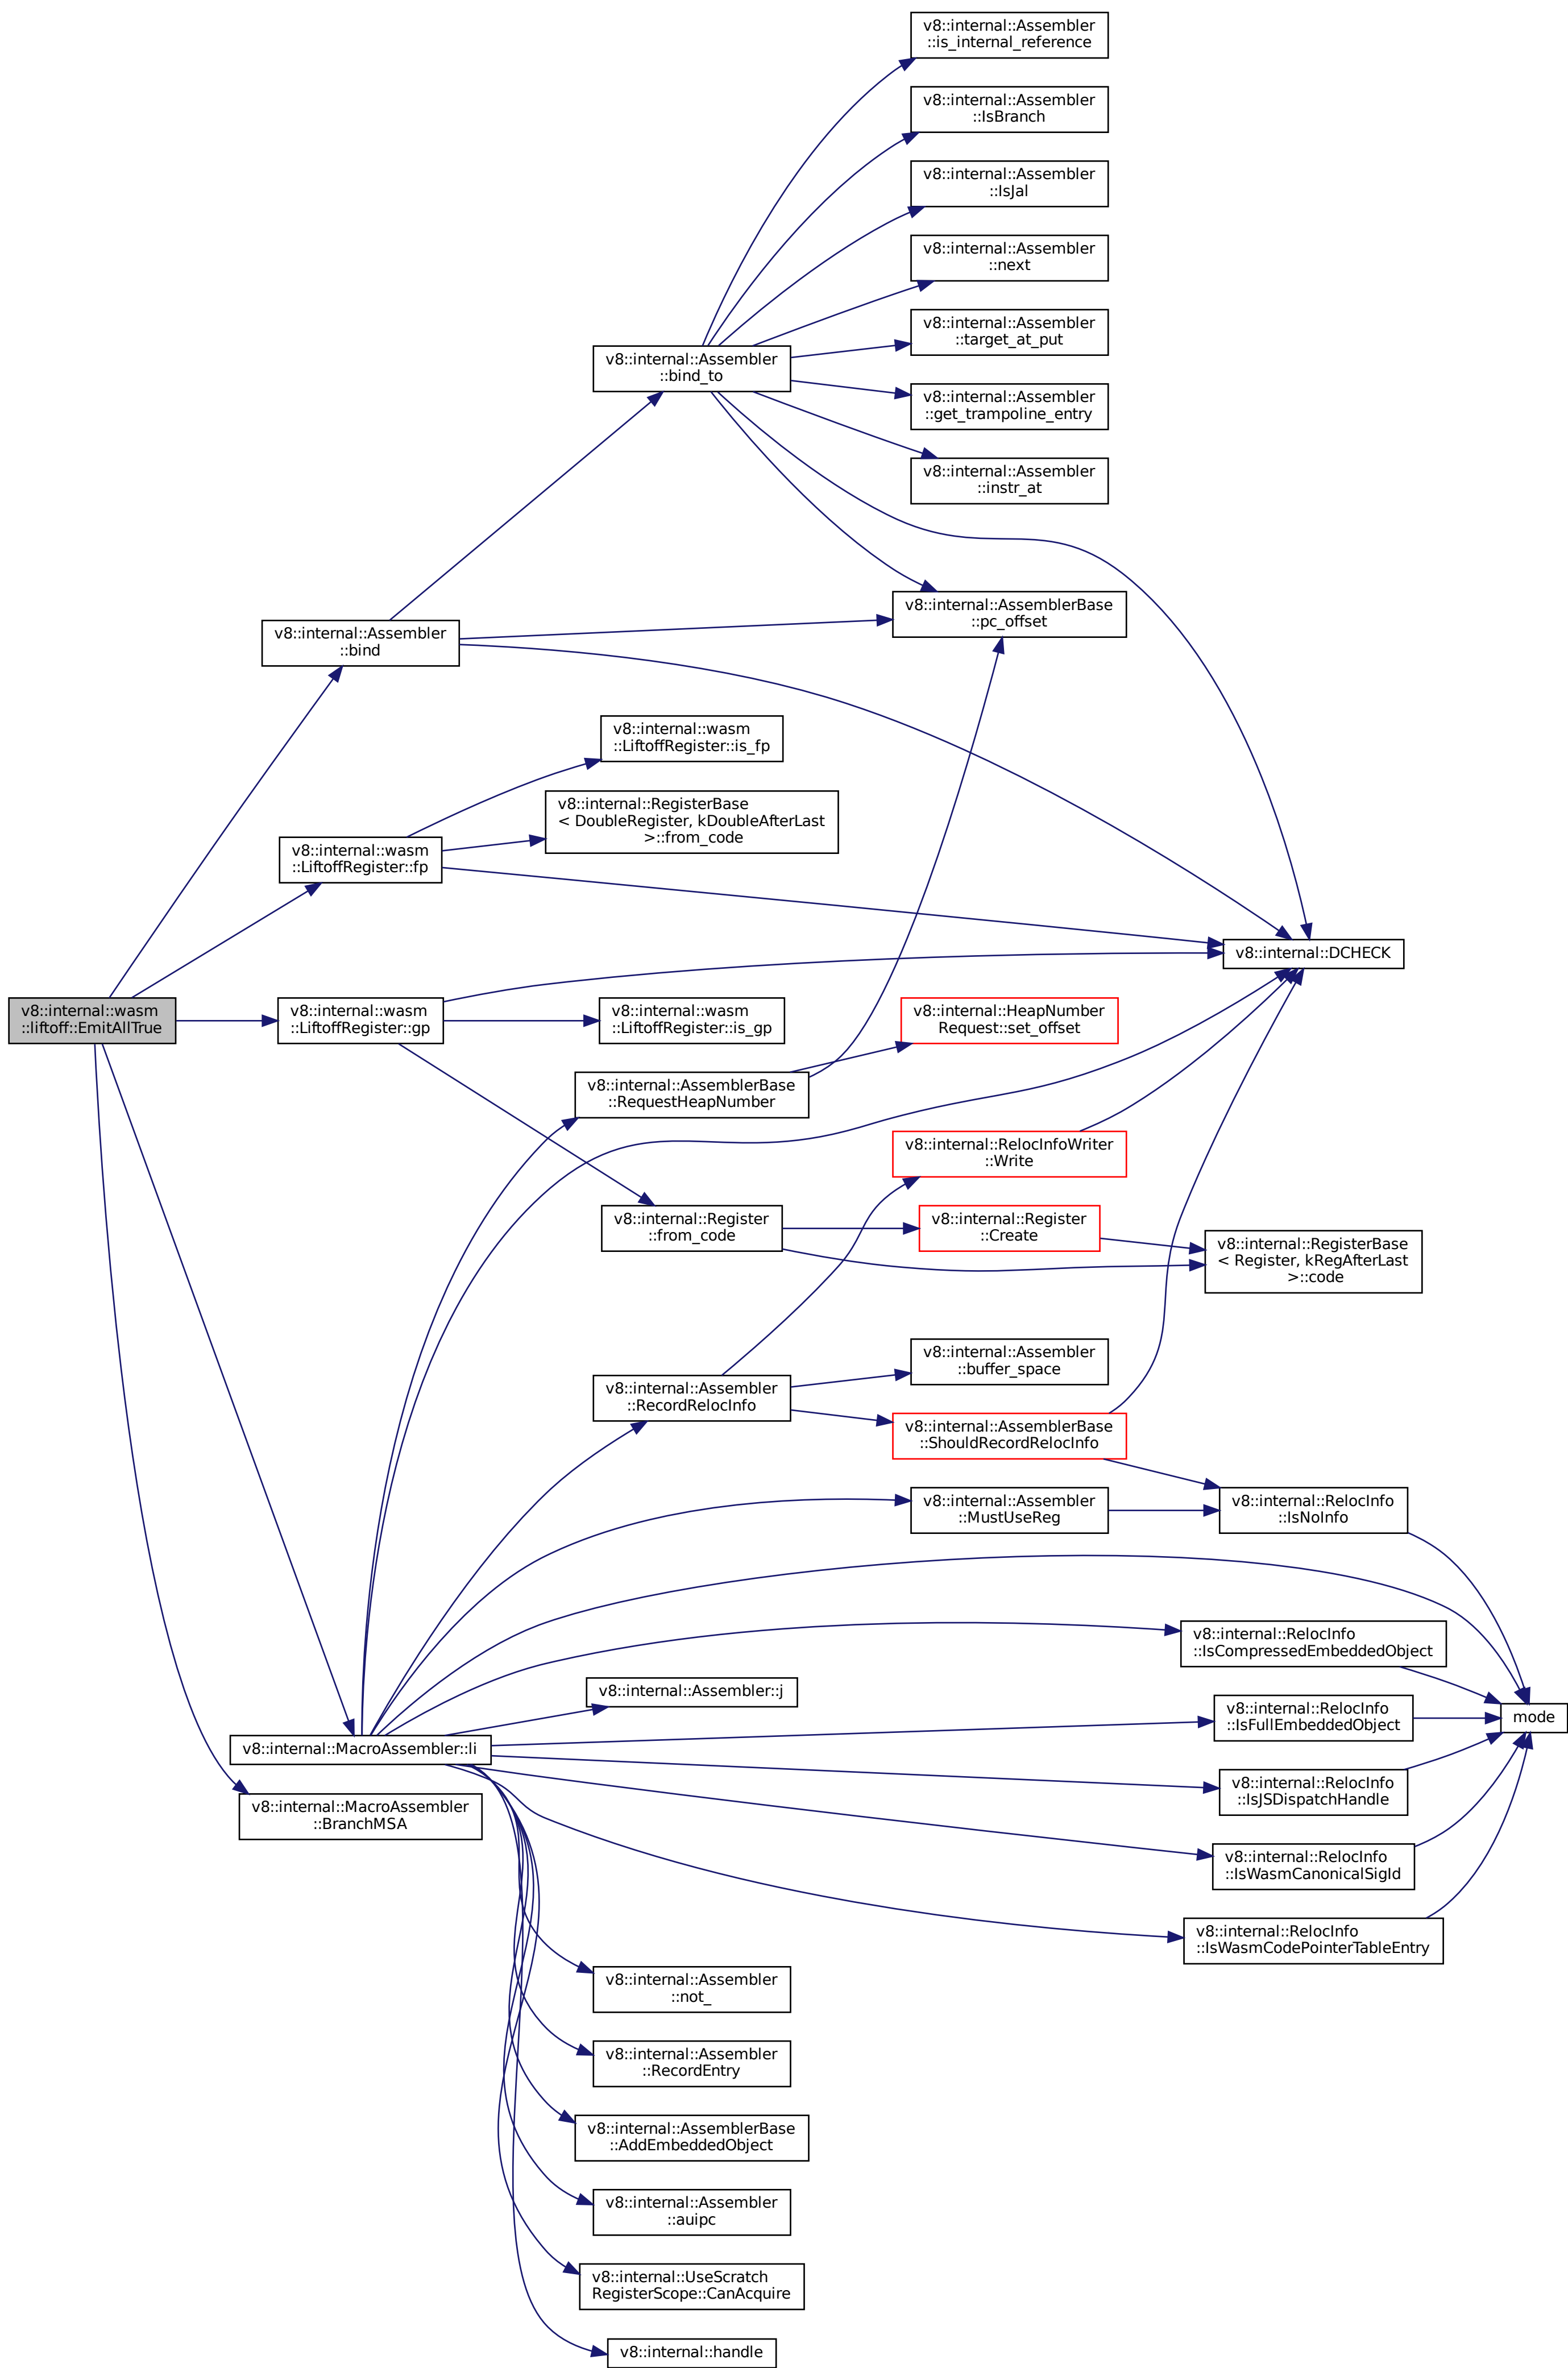 v8::internal::Assembler
::is_internal_reference
v8::internal::Assembler
::IsBranch
v8::internal::Assembler
::IsJal
v8::internal::Assembler
::next
v8::internal::Assembler
::target_at_put
v8::internal::Assembler
::bind_to
v8::internal::Assembler
::get_trampoline_entry
v8::internal::Assembler
::instr_at
v8::internal::AssemblerBase
::pc_offset
v8::internal::Assembler
::bind
v8::internal::wasm
::LiftoffRegister::is_fp
v8::internal::RegisterBase
< DoubleRegister, kDoubleAfterLast
>::from_code
v8::internal::wasm
::LiftoffRegister::fp
v8::internal::DCHECK
v8::internal::wasm
::liftoff::EmitAllTrue
v8::internal::wasm
::LiftoffRegister::gp
v8::internal::wasm
::LiftoffRegister::is_gp
v8::internal::HeapNumber
Request::set_offset
v8::internal::AssemblerBase
::RequestHeapNumber
v8::internal::RelocInfoWriter
::Write
v8::internal::Register
::from_code
v8::internal::Register
::Create
v8::internal::RegisterBase
< Register, kRegAfterLast
>::code
v8::internal::Assembler
::buffer_space
v8::internal::Assembler
::RecordRelocInfo
v8::internal::AssemblerBase
::ShouldRecordRelocInfo
v8::internal::Assembler
::MustUseReg
v8::internal::RelocInfo
::IsNoInfo
v8::internal::RelocInfo
::IsCompressedEmbeddedObject
v8::internal::Assembler::j
v8::internal::RelocInfo
::IsFullEmbeddedObject
mode
v8::internal::MacroAssembler::li
v8::internal::RelocInfo
::IsJSDispatchHandle
v8::internal::MacroAssembler
::BranchMSA
v8::internal::RelocInfo
::IsWasmCanonicalSigId
v8::internal::RelocInfo
::IsWasmCodePointerTableEntry
v8::internal::Assembler
::not_
v8::internal::Assembler
::RecordEntry
v8::internal::AssemblerBase
::AddEmbeddedObject
v8::internal::Assembler
::auipc
v8::internal::UseScratch
RegisterScope::CanAcquire
v8::internal::handle